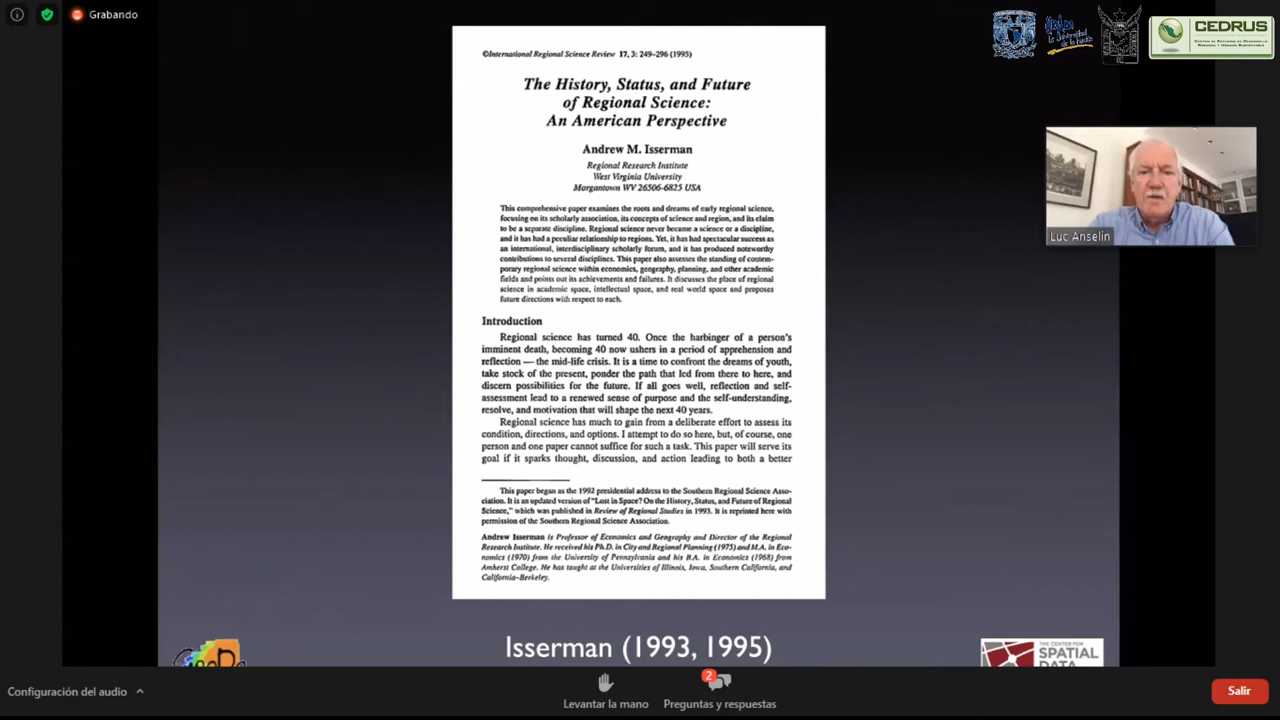 Grabando
CEDRUS
©International Regional Science Review 17, 3: 249-296 (1995)
The History, Status, and Future
of Regional Science:
An American Perspective
Andrew M. Isserman
Regional Research Institute
West Virginia University
Morgantown WV 26506-6825 USA
This comprehensive paper examines the roots and dreams of early regional science,
focusing on its scholarly association, its concepts of science and region, and its claim
to be a separate discipline. Regional science never became a science or a discipline,
and it has had a peculiar relationship to regions. Yet, it has had spectacular success as
an international, interdisciplinary scholarly forum, and it has produced noteworthy
contributions to several disciplines. This paper also assesses the standing of contem-
porary regional science within economics, geography, planning, and other academic
fields and points out its achievements and failures. It discusses the place of regional
science in academic space, intellectual space, and real world space and proposes
future directions with respect to each.
Luc Anselin
Introduction
Regional science has turned 40. Once the harbinger of a person's
imminent death, becoming 40 now ushers in a period of apprehension and
reflection — the mid-life crisis. It is a time to confront the dreams of youth,
take stock of the present, ponder the path that led from there to here, and
discern possibilities for the future. If all goes well, reflection and self-
assessment lead to a renewed sense of purpose and the self-understanding,
resolve, and motivation that will shape the next 40 years.
Regional science has much to gain from a deliberate effort to assess its
condition, directions, and options. I attempt to do so here, but, of course, one
person and one paper cannot suffice for such a task. This paper will serve its
goal if it sparks thought, discussion, and action leading to both a better
This paper began as the 1992 presidential address to the Southern Regional Science Asso-
ciation. It is an updated version of "Lost in Space? On the History, Status, and Future of Regional
Science," which was published in Review of Regional Studies in 1993. It is reprinted here with
permission of the Southern Regional Science Association.
Andrew Isserman is Professor of Economics and Geography and Director of the Regional
Research Institute. He received his Ph.D. in City and Regional Planning (1975) and M.A. in Eco-
nomics (1970) from the University of Pennsylvania and his B.A. in Economics (1968) from
Amherst College. He has taught at the Universities of Illinois, Iowa, Southern California, and
California–Berkeley.
Isserman (1993, 1995)
THE CENTER FOR
SPATIAL
DATA
Configuración del audio
Levantar la mano
2
Preguntas y respuestas
Salir